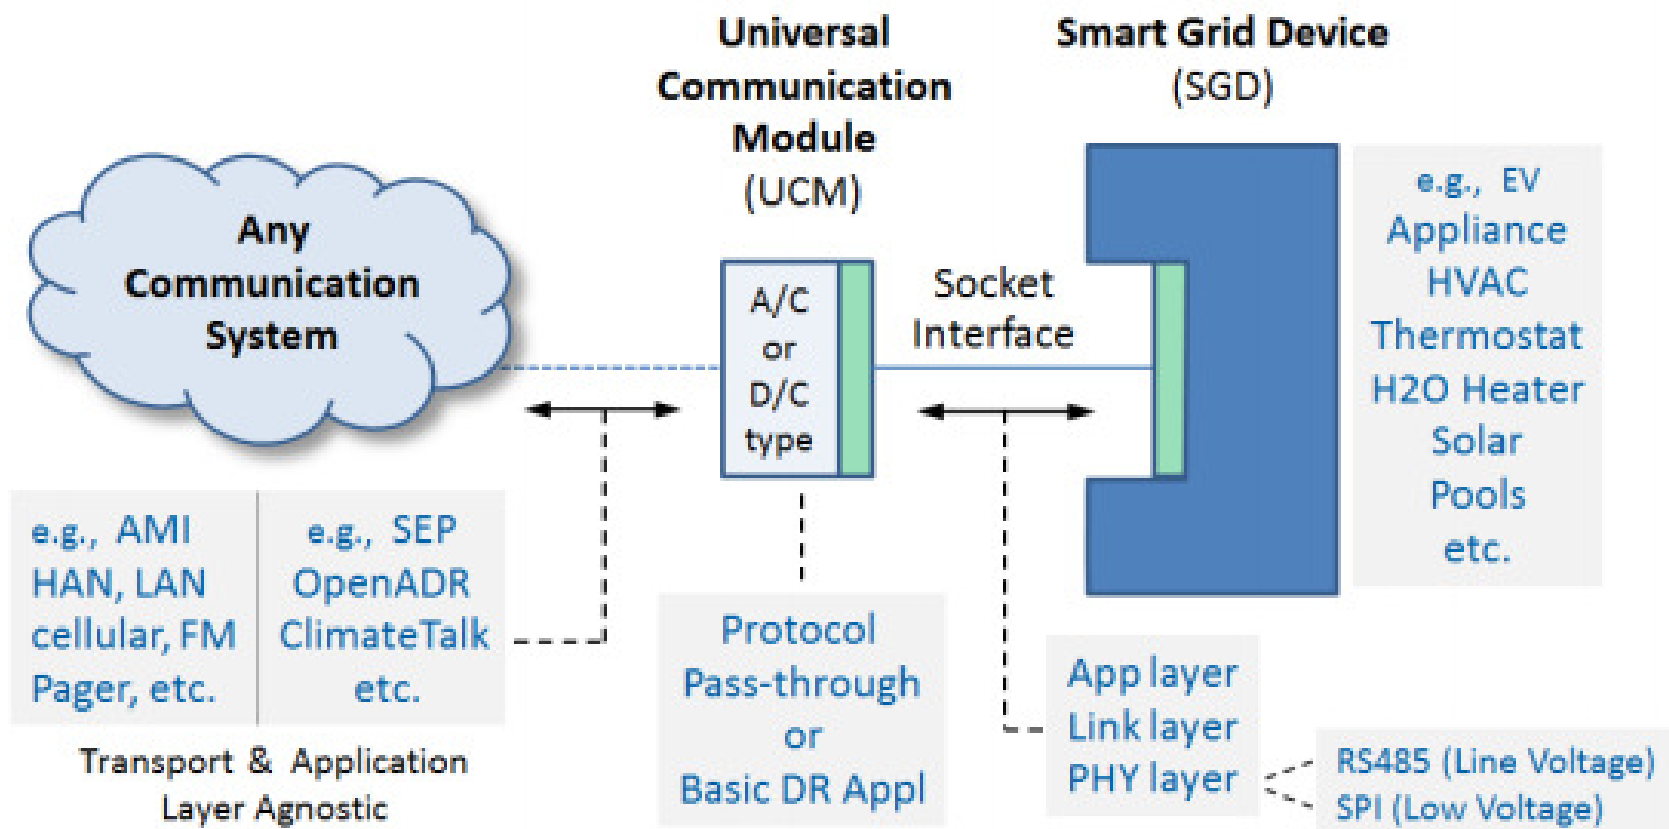 Universal
Communication
Module
(UCM)
Smart Grid Device
(SGD)
Any
Communication
System
A/C
or
D/C
type
Socket
Interface
e.g., EV
Appliance
HVAC
Thermostat
H2O Heater
Solar
Pools
etc.
e.g., AMI
HAN, LAN
cellular, FM
Pager, etc.
e.g., SEP
OpenADR
ClimateTalk
etc.
Transport & Application
Layer Agnostic
Protocol
Pass-through
or
Basic DR Appl
App layer
Link layer
PHY layer
RS485 (Line Voltage)
SPI (Low Voltage)